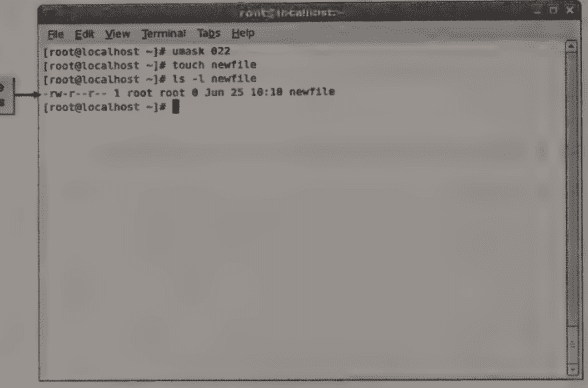 root@localhost:~
File Edit View Terminal Tabs Help
[root@localhost ~]# umask 022
[root@localhost ~]# touch newfile
[root@localhost ~]# ls -l newfile
-rw-r--r-- 1 root root 0 Jun 25 10:10 newfile
[root@localhost ~]#